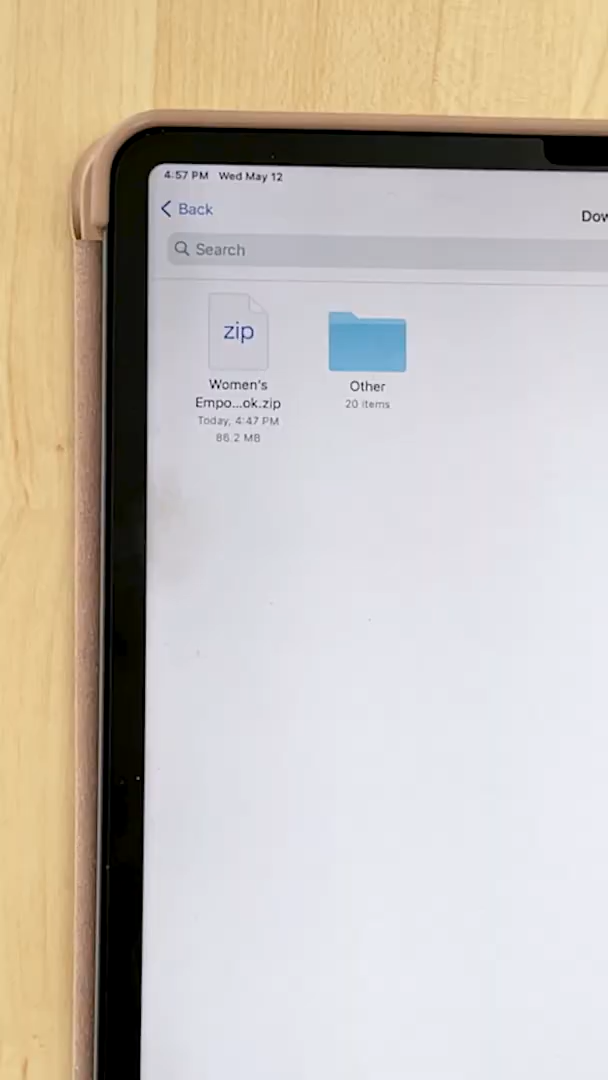 4:57 PM Wed May 12
Back
Dow
Search
zip
Women's
Empo...ok.zip
Today, 4:47 PM
86.2 MB
Other
20 items